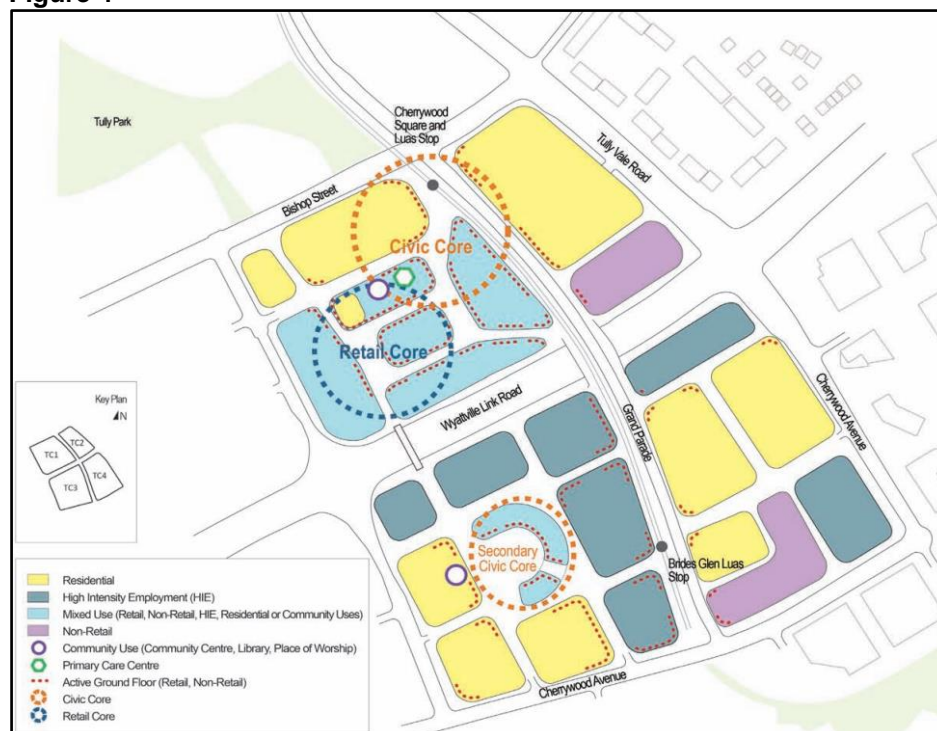 Tully Park
Cherrywood
Square and
Luas Stop
Tully Vale Road
Bishop Street
Civic Core
Retail Core
Wyattville Link Road
Grand Parade
Cherrywood Avenue
Key Plan
N
TC1
TC2
TC3
TC4
Secondary
Civic Core
Brides Glen Luas
Stop
Cherrywood Avenue
Residential
High Intensity Employment (HIE)
Mixed Use (Retail, Non-Retail, HIE, Residential or Community Uses)
Non-Retail
Community Use (Community Centre, Library, Place of Worship)
Primary Care Centre
Active Ground Floor (Retail, Non-Retail)
Civic Core
Retail Core